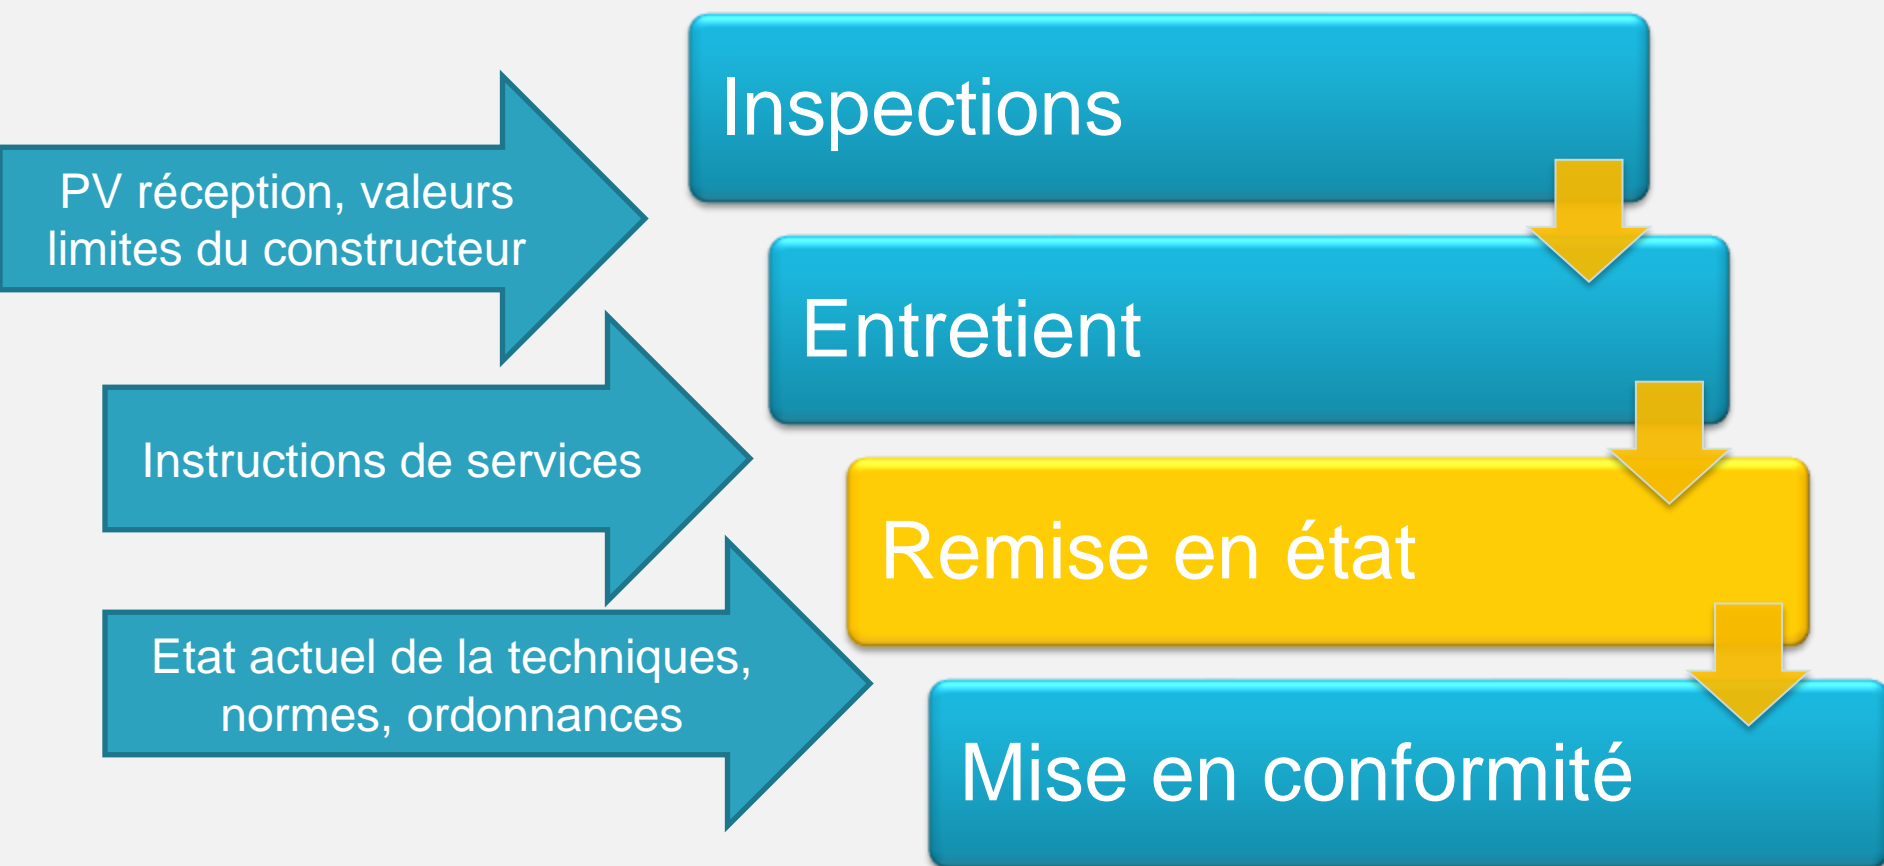 Inspections
PV réception, valeurs
limites du constructeur
Entretient
Instructions de services
Remise en état
Etat actuel de la techniques,
normes, ordonnances
Mise en conformité